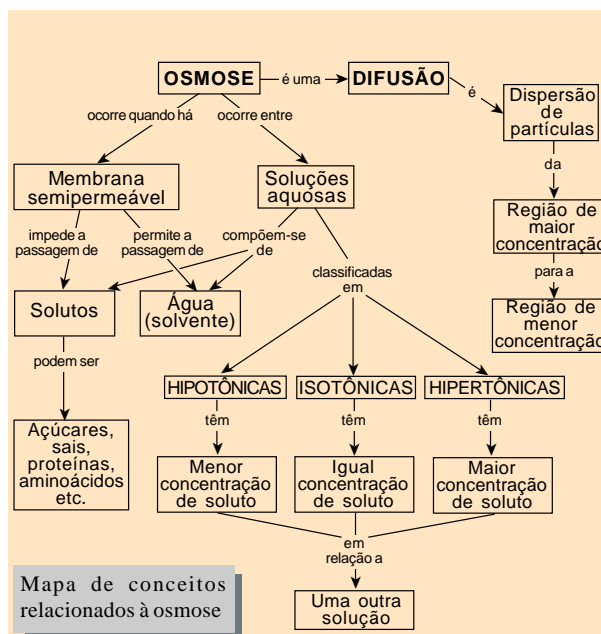 OSMOSE
é uma
DIFUSÃO
é
Dispersão
de
partículas
ocorre quando há
ocorre entre
da
Membrana
semipermeável
Soluções
aquosas
Região de
maior
concentração
impede a
passagem de
permite a
passagem de
compõem-se
de
classificadas
em
para a
Solutos
Água
(solvente)
Região de
menor
concentração
podem ser
HIPOTÔNICAS
ISOTÔNICAS
HIPERTÔNICAS
têm
têm
têm
Açúcares,
sais,
proteínas,
aminoácidos
etc.
Menor
concentração
de soluto
Igual
concentração
de soluto
Maior
concentração
de soluto
em
relação a
Uma outra
solução
Mapa de conceitos
relacionados à osmose